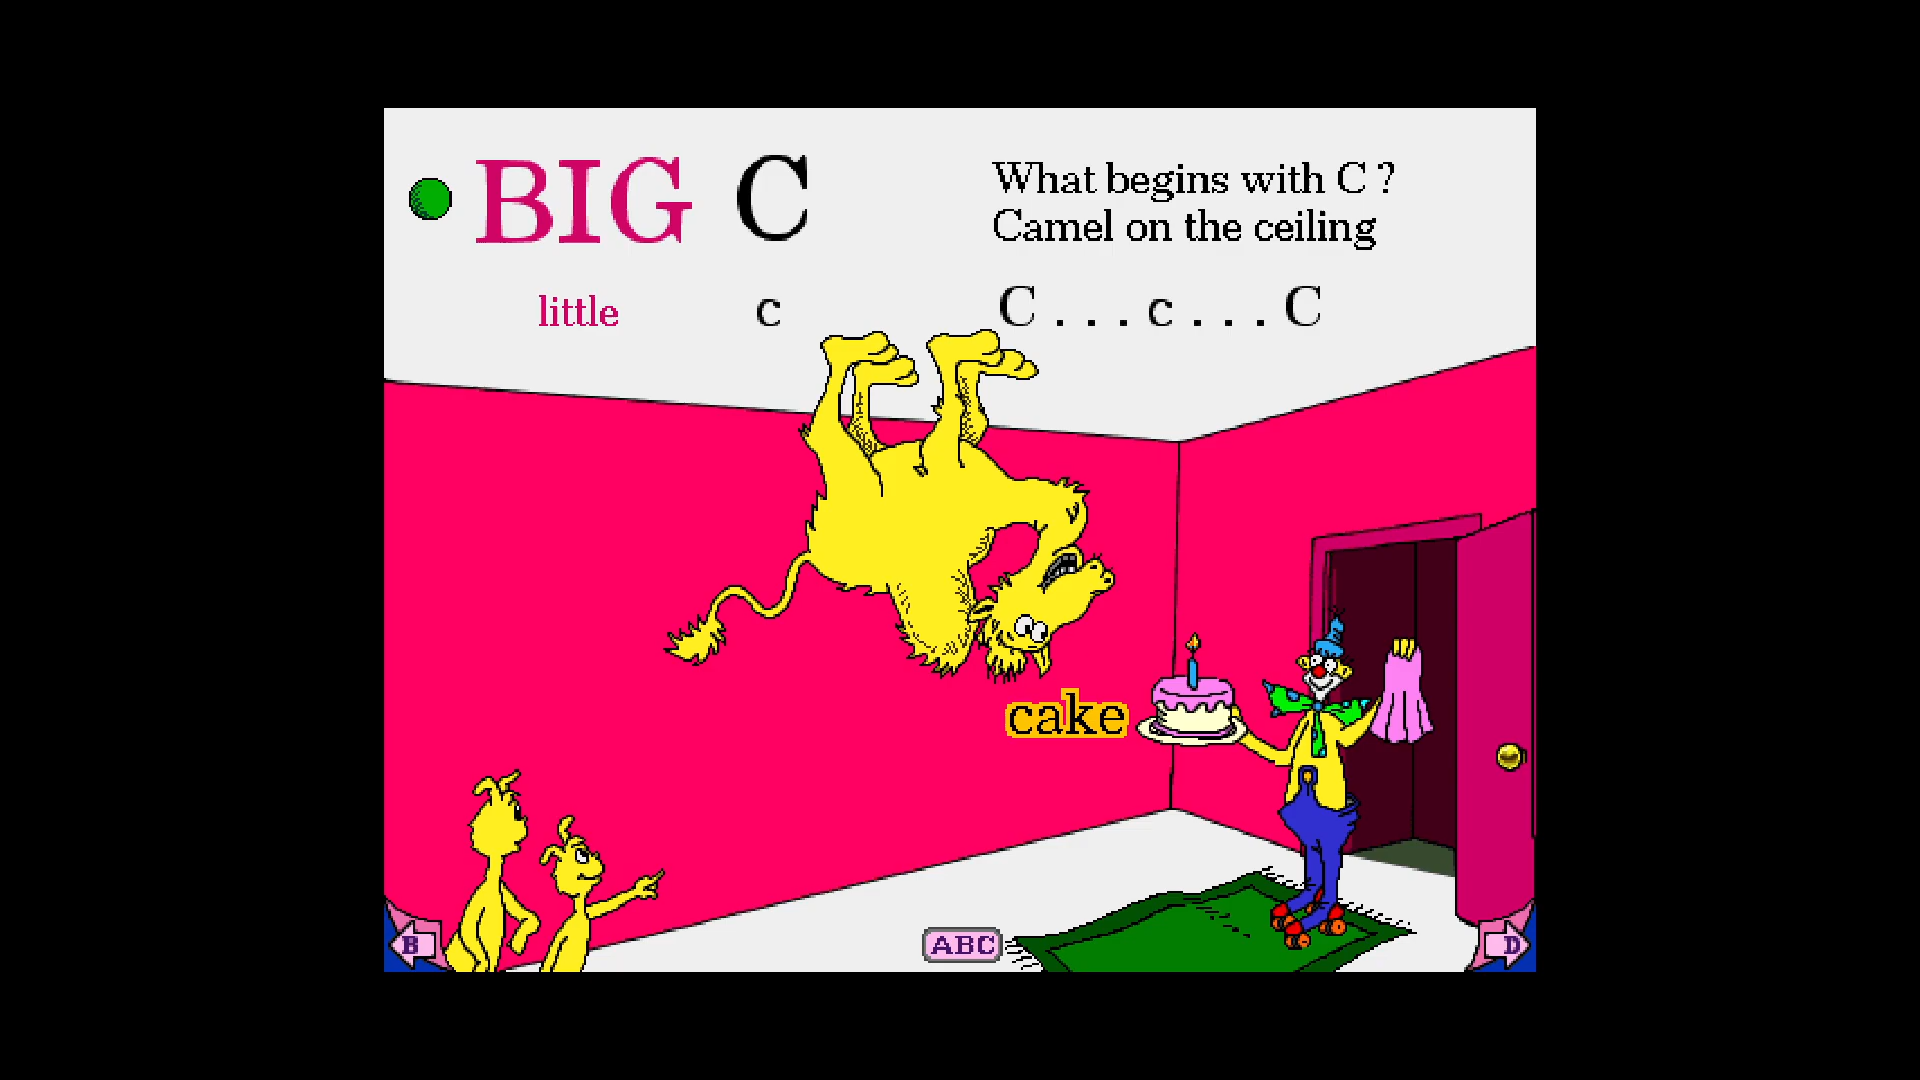 BIG C
little c
What begins with C ?
Camel on the ceiling
C . . . c . . . C
cake
B
ABC
D